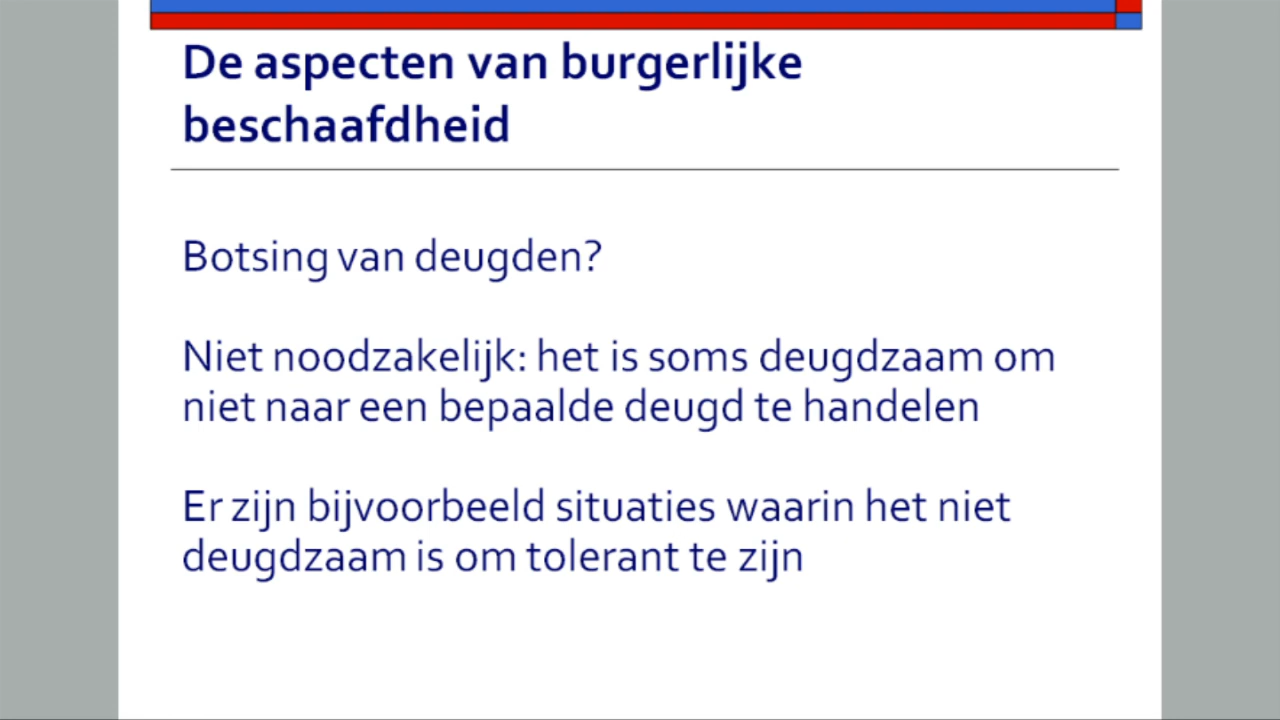 De aspecten van burgerlijke
beschaafdheid
Botsing van deugden?
Niet noodzakelijk: het is soms deugdzaam om
niet naar een bepaalde deugd te handelen
Er zijn bijvoorbeeld situaties waarin het niet
deugdzaam is om tolerant te zijn